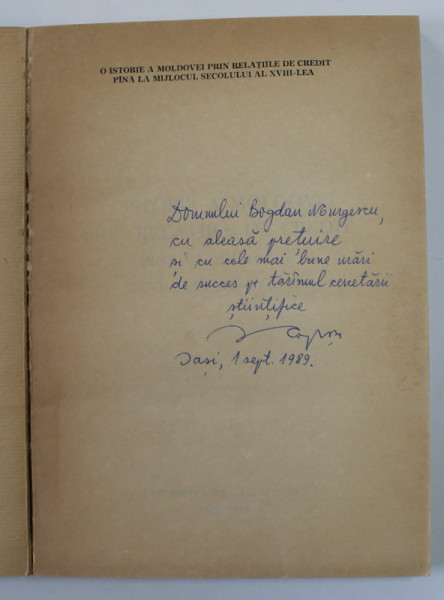 O ISTORIE A MOLDOVEI PRIN RELAȚIILE DE CREDIT
PÎNĂ LA MIJLOCUL SECOLULUI AL XVIII-LEA
Domnului Bogdan Murgescu,
cu aleasă prețuire
și cu cele mai bune urări
de succes pe tărîmul cercetării
științifice
Iași, 1 sept. 1989.